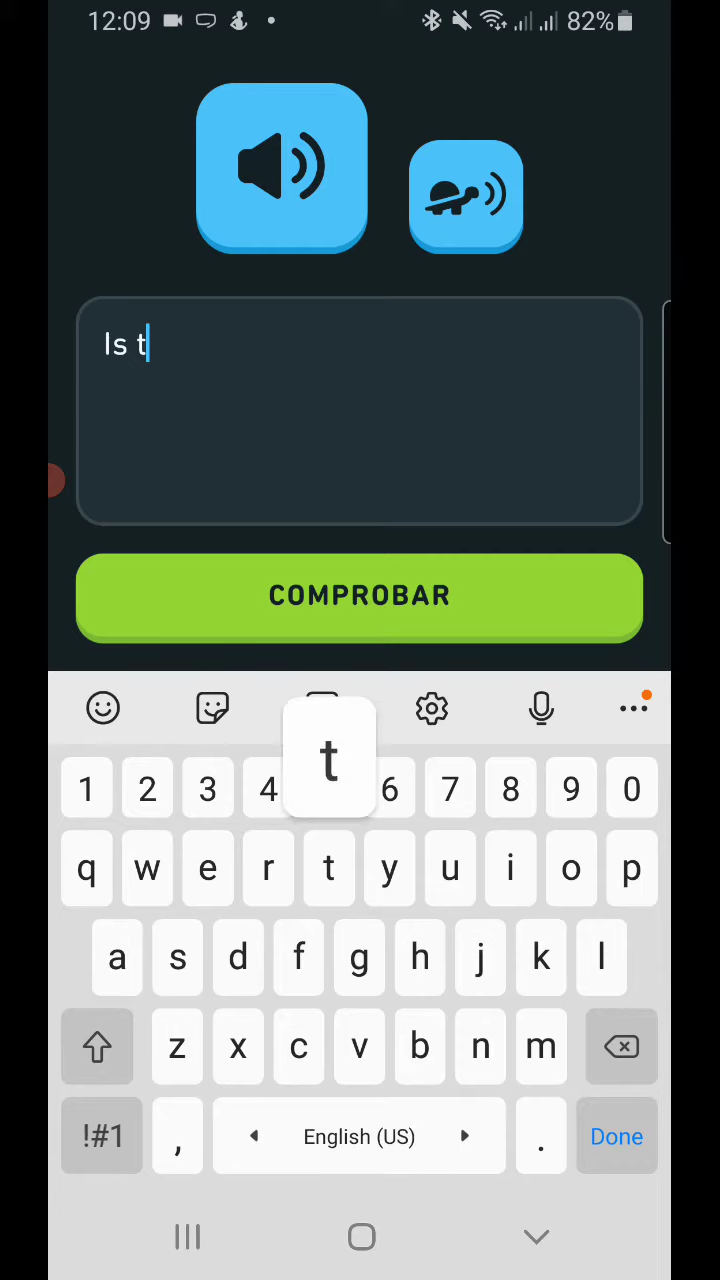 12:09 82%
Is t
COMPROBAR
t
1 2 3 4 6 7 8 9 0
q w e r t y u i o p
a s d f g h j k l
z x c v b n m
!#1 , English (US) . Done